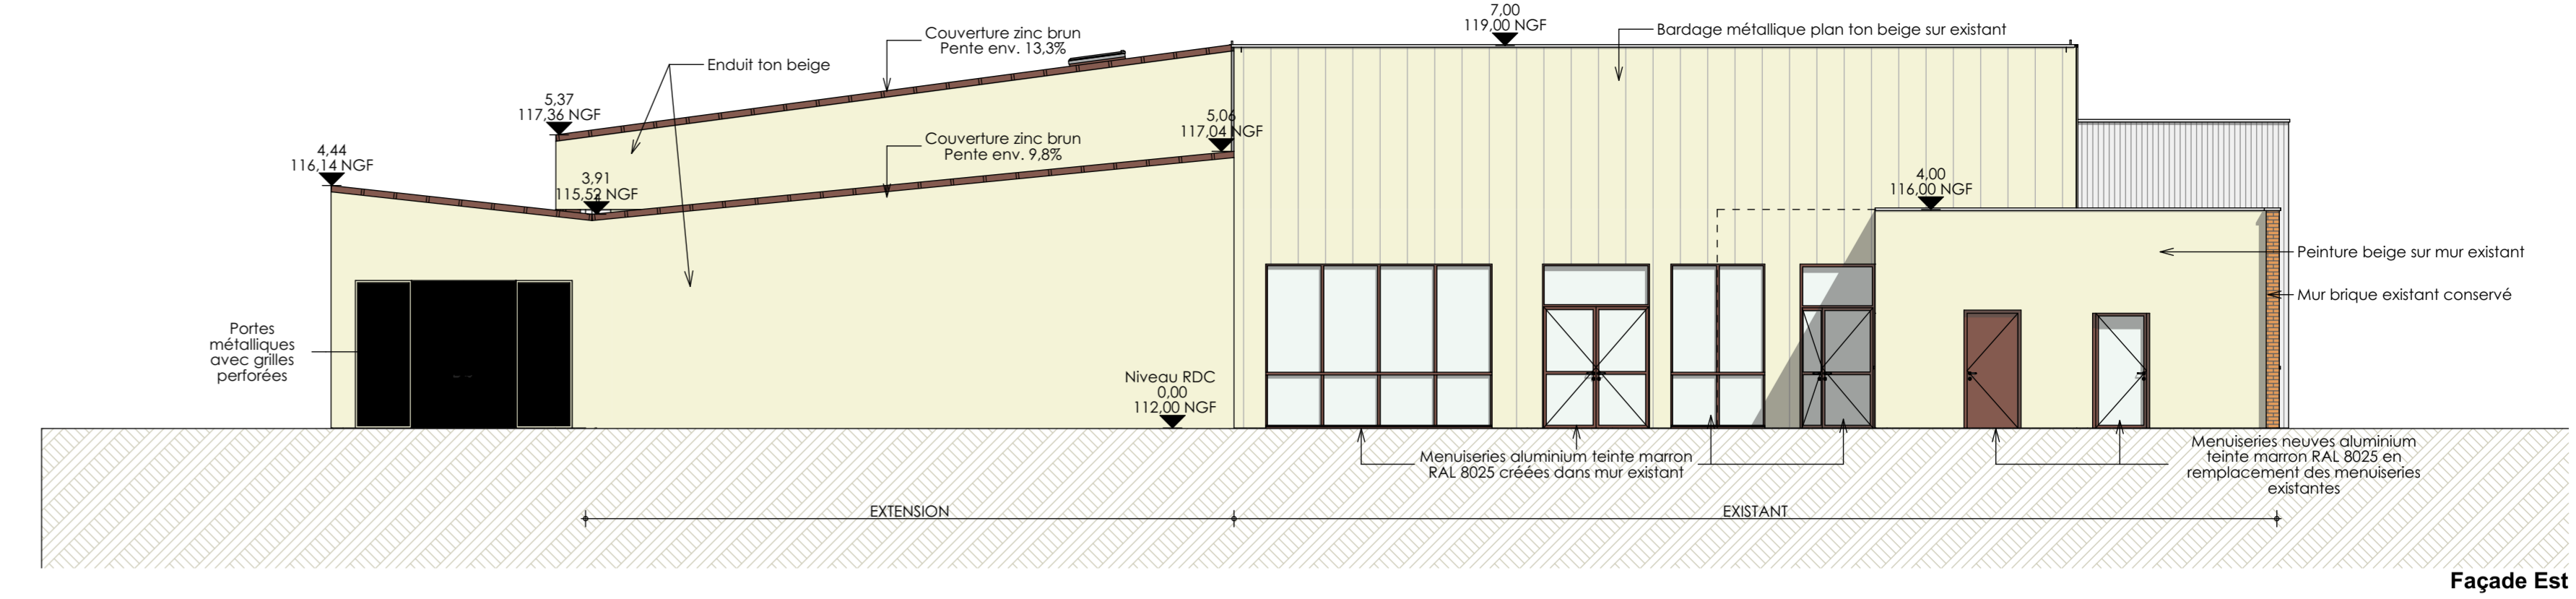 7,00
119,00 NGF
Bardage métallique plan ton beige sur existant
Couverture zinc brun
Pente env. 13,3%
Enduit ton beige
5,37
117,36 NGF
5,06
117,04 NGF
Couverture zinc brun
Pente env. 9,8%
4,44
116,14 NGF
3,91
115,52 NGF
4,00
116,00 NGF
Peinture beige sur mur existant
Mur brique existant conservé
Portes
métalliques
avec grilles
perforées
Niveau RDC
0,00
112,00 NGF
Menuiseries aluminium teinte marron
RAL 8025 créées dans mur existant
Menuiseries neuves aluminium
teinte marron RAL 8025 en
remplacement des menuiseries
existantes
EXTENSION
EXISTANT
Façade Est